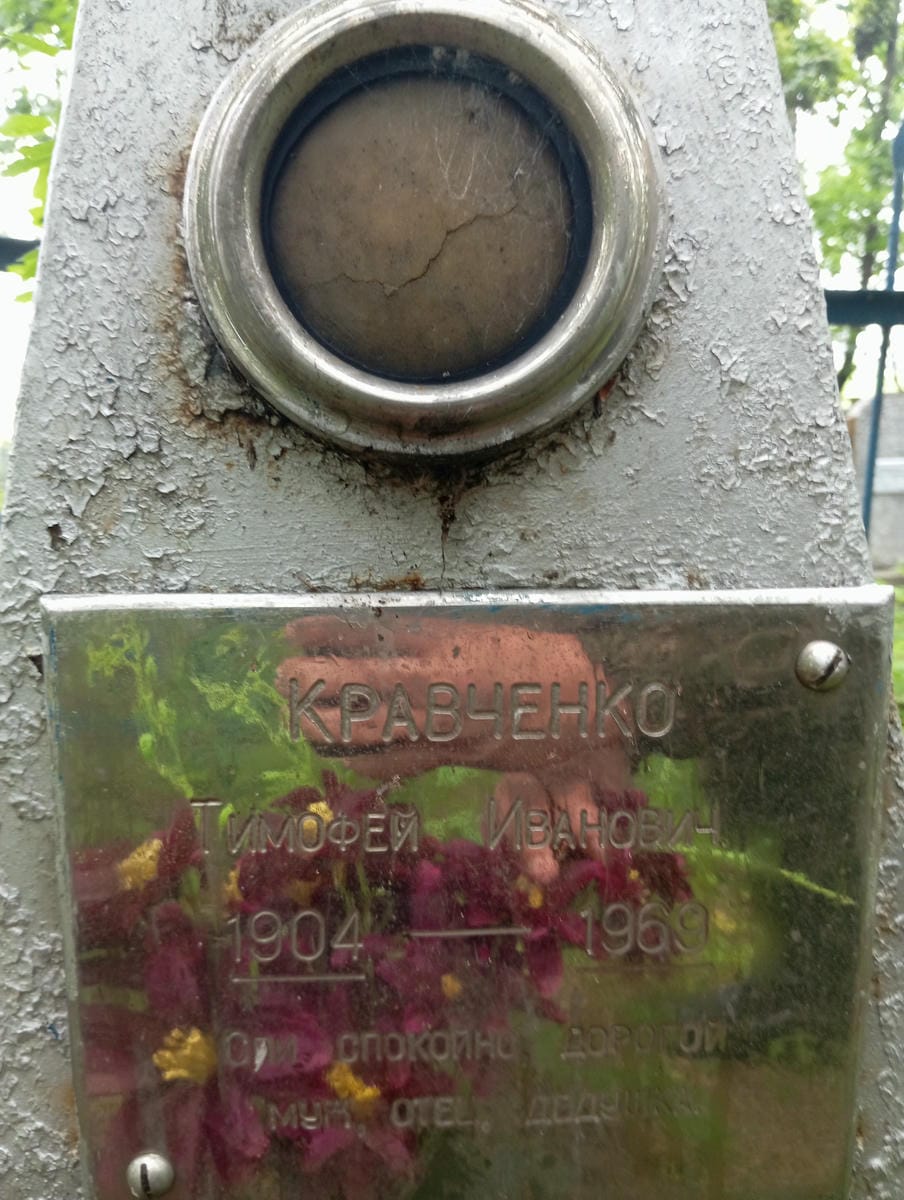 КРАВЧЕНКО
ТИМОФЕЙ ИВАНОВИЧ
1904 — 1969
СПИ СПОКОЙНО ДОРОГОЙ
МУЖ, ОТЕЦ, ДЕДУШКА.